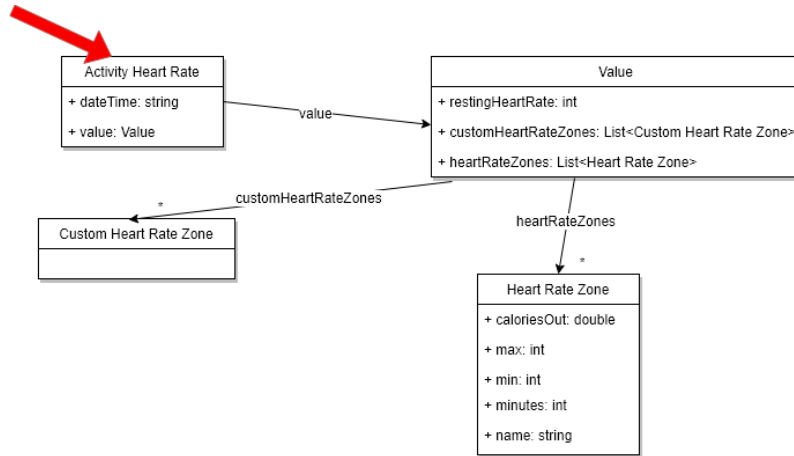 Activity Heart Rate
+ dateTime: string
+ value: Value
value
Value
+ restingHeartRate: int
+ customHeartRateZones: List<Custom Heart Rate Zone>
+ heartRateZones: List<Heart Rate Zone>
customHeartRateZones
*
Custom Heart Rate Zone
heartRateZones
*
Heart Rate Zone
+ caloriesOut: double
+ max: int
+ min: int
+ minutes: int
+ name: string